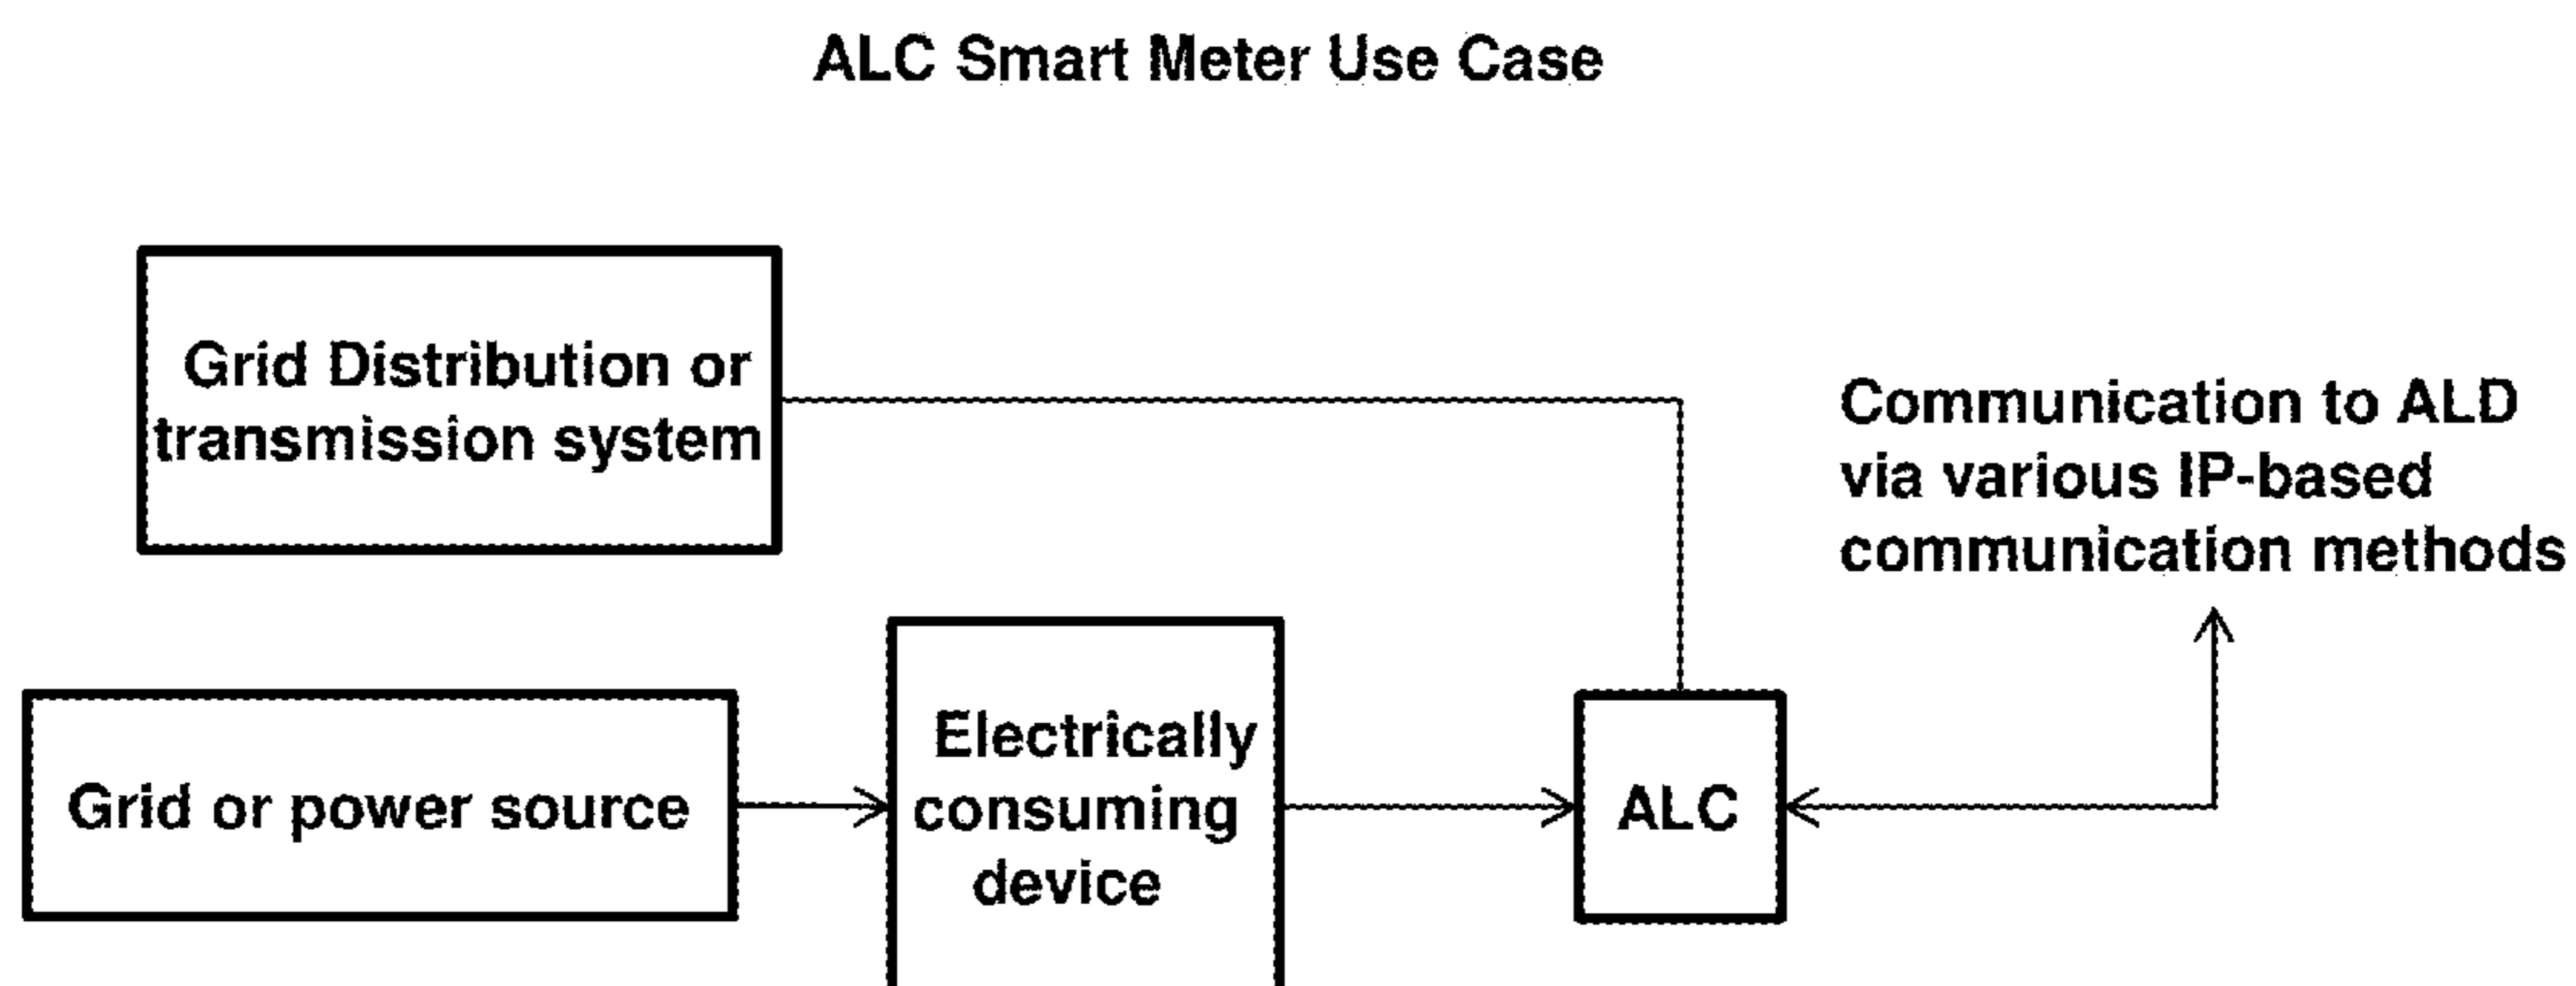 ALC Smart Meter Use Case
Grid Distribution or
transmission system
Communication to ALD
via various IP-based
communication methods
Grid or power source
Electrically
consuming
device
ALC